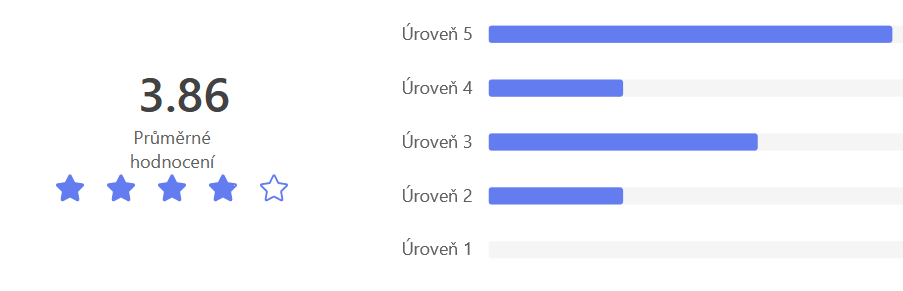 3.86
Průměrné
hodnocení
Úroveň 5
Úroveň 4
Úroveň 3
Úroveň 2
Úroveň 1